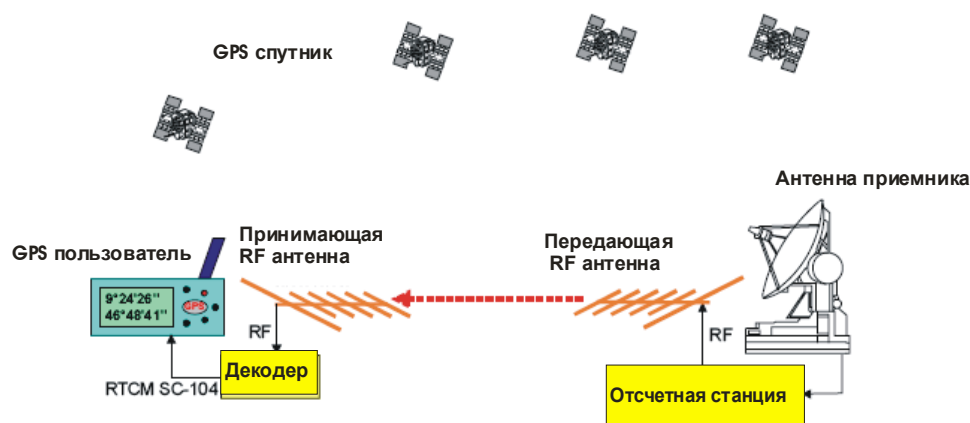 GPS спутник
Антенна приемника
GPS пользователь
Принимающая
RF антенна
Передающая
RF антенна
9°24'26"
46°48'41"
GPS
RF
RF
Декодер
RTCM SC-104
Отсчетная станция